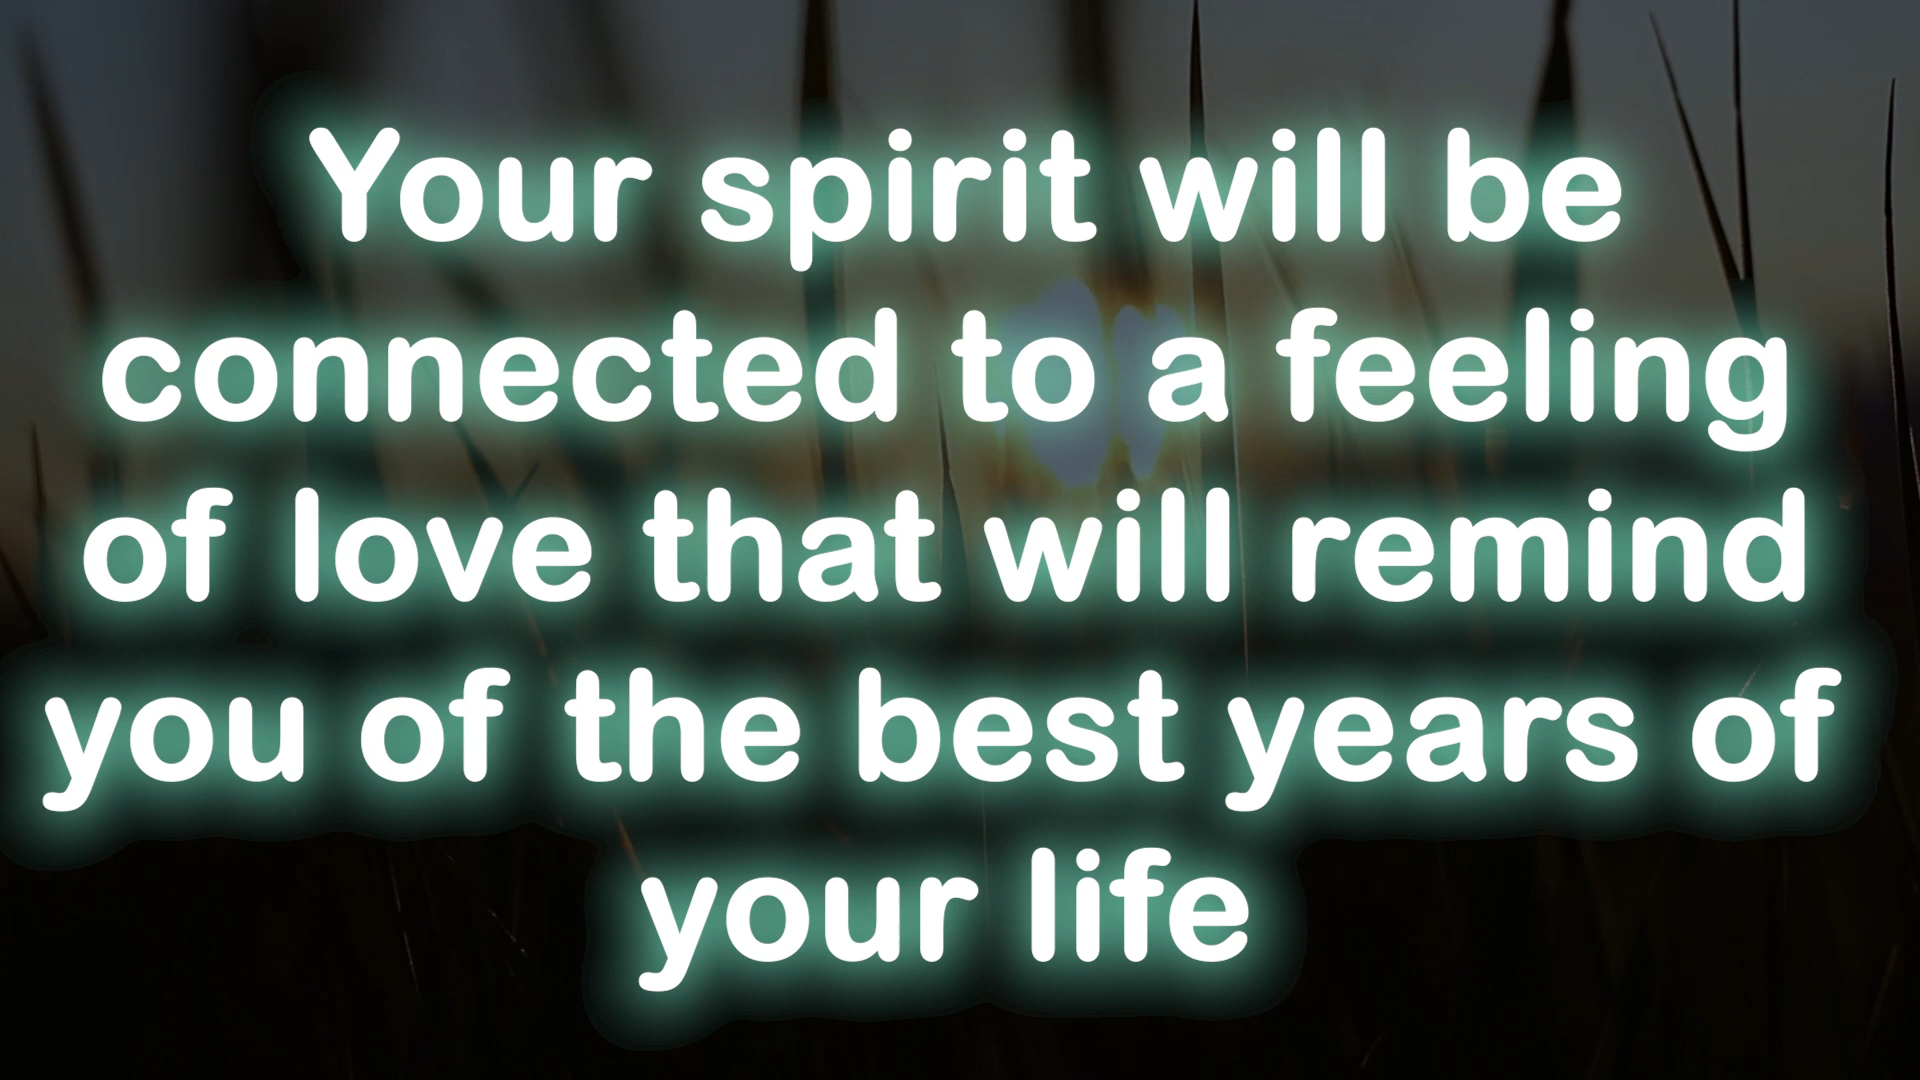 Your spirit will be
connected to a feeling
of love that will remind
you of the best years of
your life